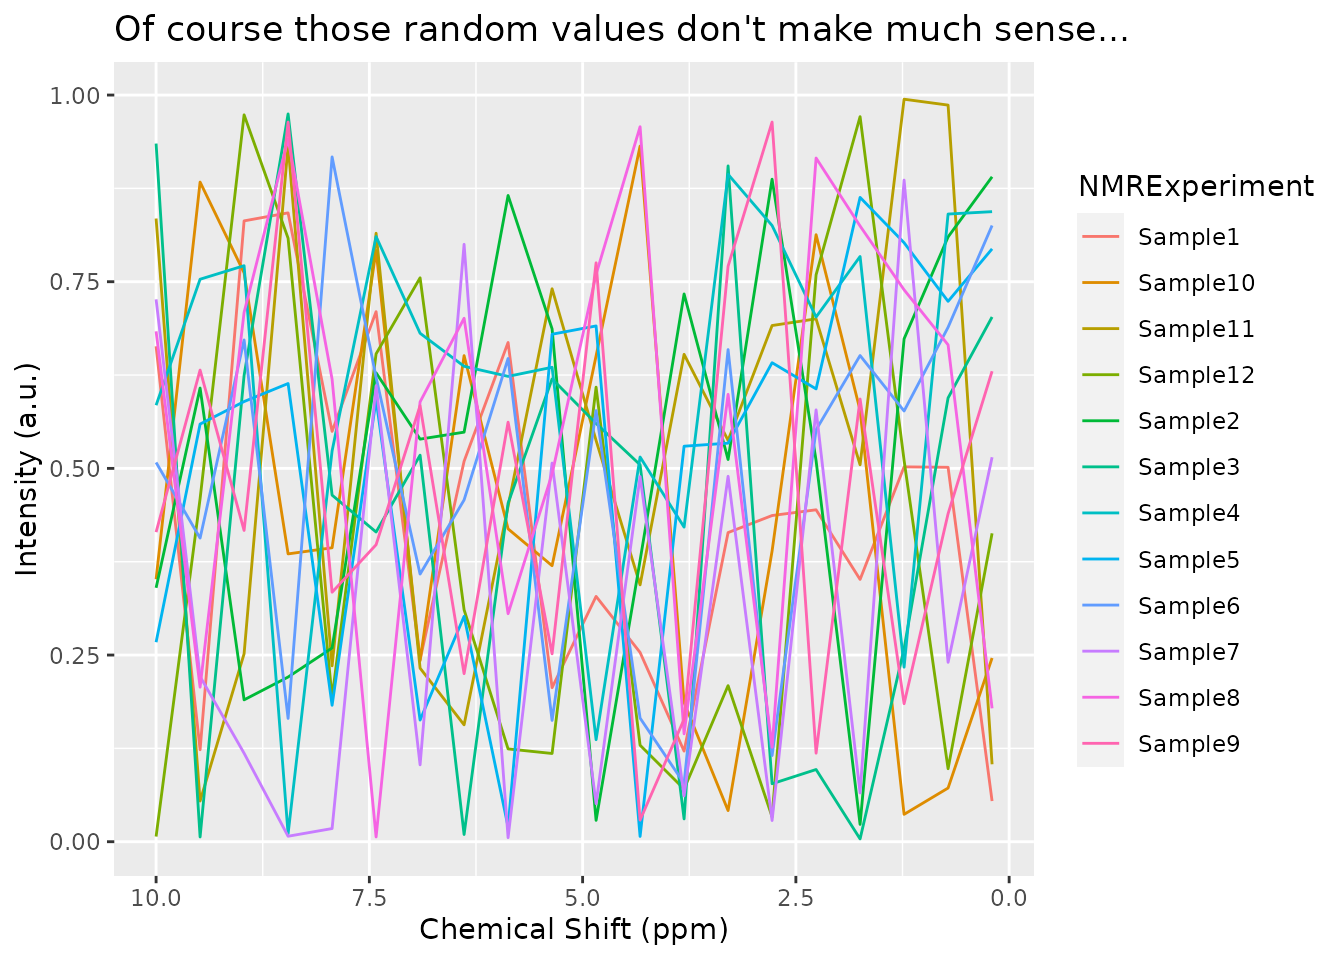 Of course those random values don't make much sense...
1.00
0.75
0.50
0.25
0.00
Intensity (a.u.)
10.0
7.5
5.0
2.5
0.0
Chemical Shift (ppm)
NMRExperiment
Sample1
Sample10
Sample11
Sample12
Sample2
Sample3
Sample4
Sample5
Sample6
Sample7
Sample8
Sample9